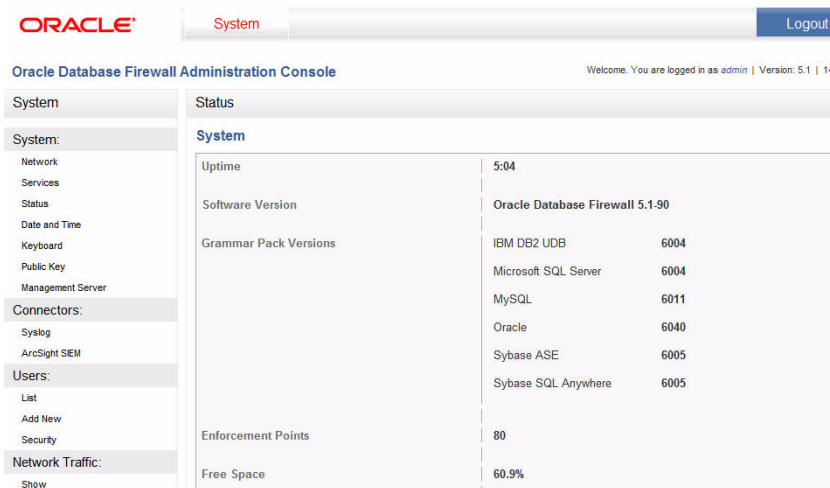 ORACLE
System
Logout
Oracle Database Firewall Administration Console
Welcome. You are logged in as admin | Version: 5.1 |
System
Status
System:
Network
Services
Status
Date and Time
Keyboard
Public Key
Management Server
Connectors:
Syslog
ArcSight SIEM
Users:
List
Add New
Security
Network Traffic:
Show
System
Uptime 5:04
Software Version Oracle Database Firewall 5.1-90
Grammar Pack Versions IBM DB2 UDB 6004
Microsoft SQL Server 6004
MySQL 6011
Oracle 6040
Sybase ASE 6005
Sybase SQL Anywhere 6005
Enforcement Points 80
Free Space 60.9%